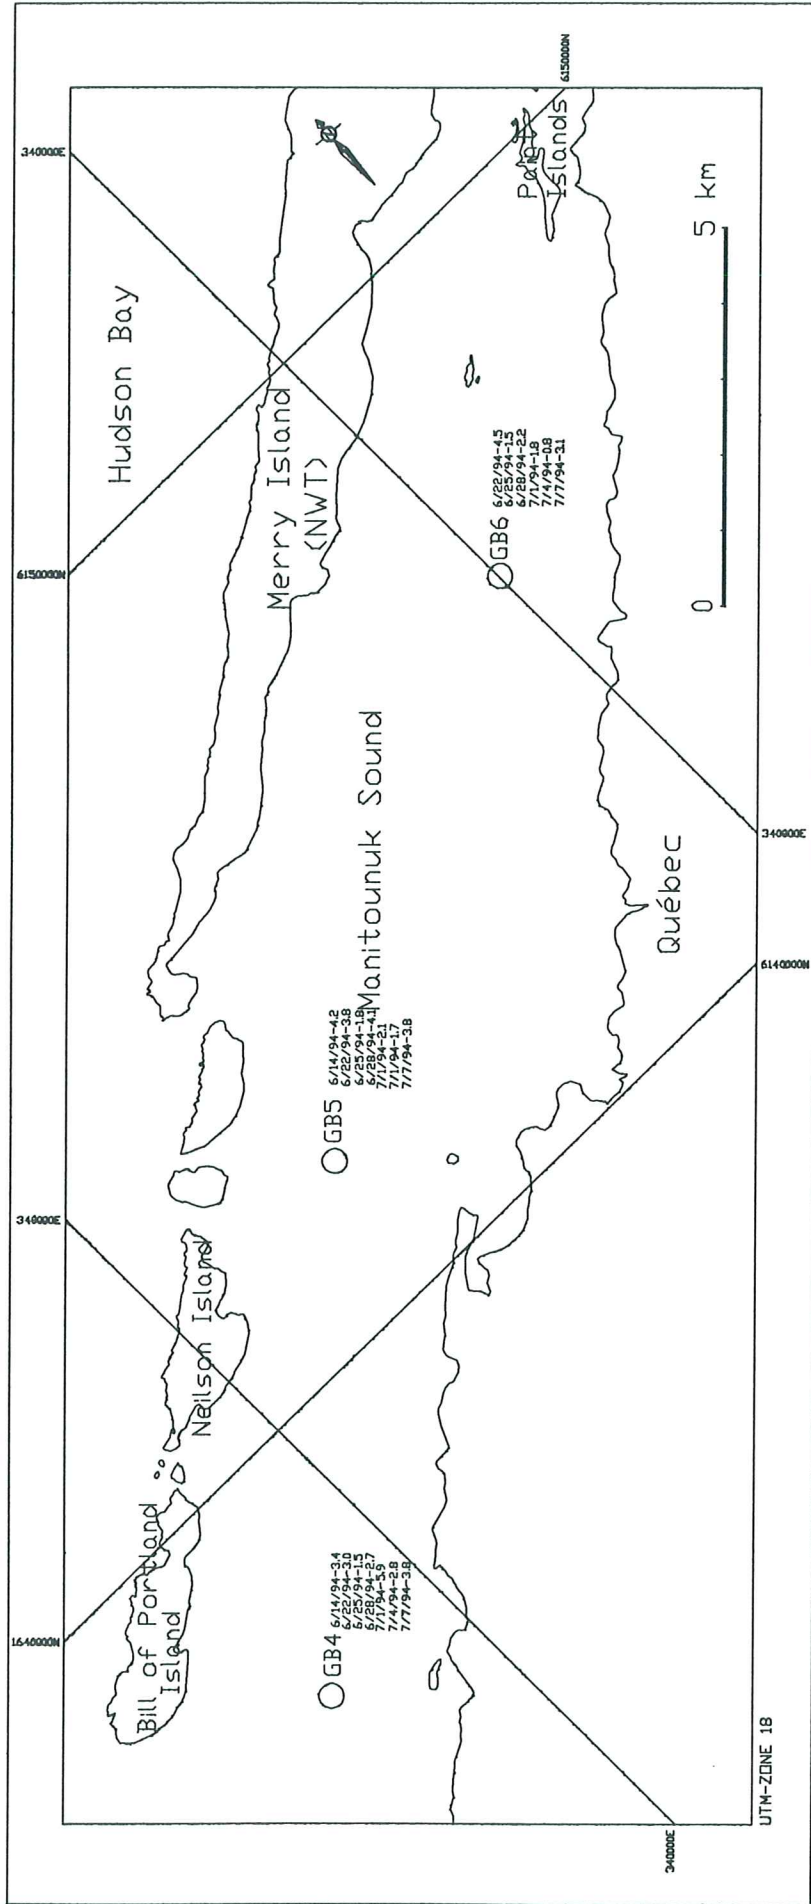 340000E
6150000N
Hudson Bay
6150000N
Merry Island
(NWT)
Islands
5 km
0
GB6
6/22/94-4.5
6/25/94-1.5
6/28/94-2.2
7/1/94-1.8
7/4/94-0.8
7/7/94-3.1
Manitounuk Sound
Québec
340000E
6140000N
GB5
6/14/94-4.2
6/22/94-3.8
6/25/94-1.8
6/28/94-4.1
7/1/94-2.1
7/1/94-1.7
7/7/94-3.8
340000E
Neilson Island
Bill of Portland
Island
1640000N
GB4
6/14/94-3.4
6/22/94-3.0
6/25/94-1.5
6/28/94-2.7
7/1/94-5.9
7/4/94-2.8
7/7/94-3.8
340000E
UTM-ZONE 18